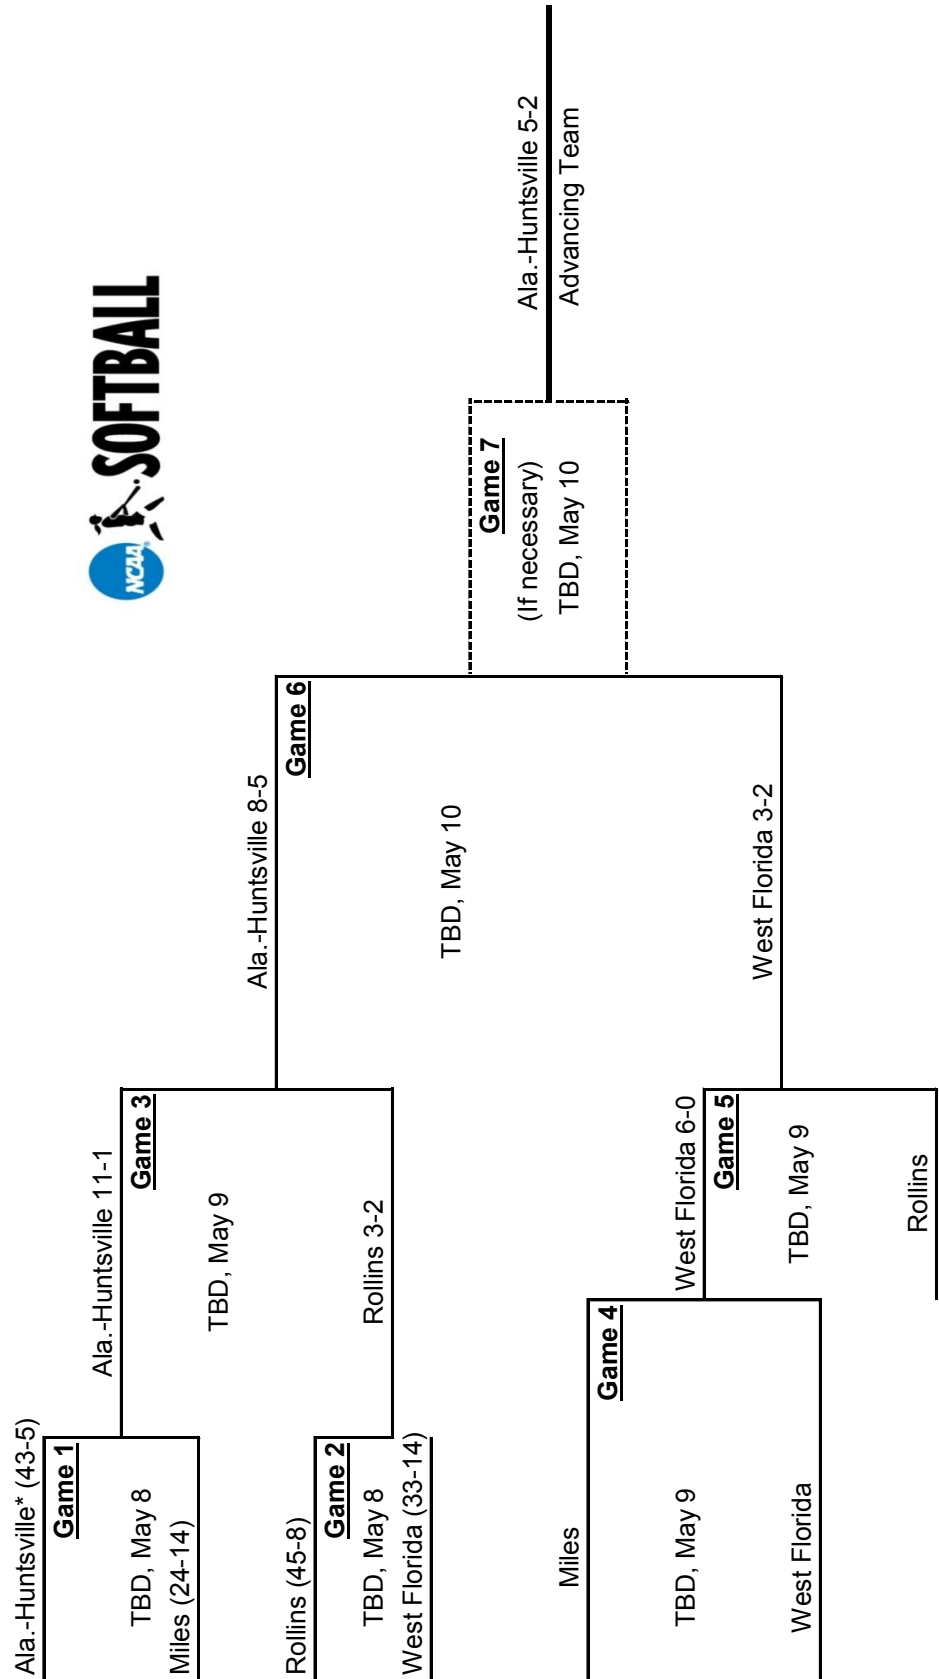 NCAA SOFTBALL
Ala.-Huntsville* (43-5)
Game 1
TBD, May 8
Miles (24-14)
Ala.-Huntsville 11-1
Game 3
TBD, May 9
Rollins 3-2
Rollins (45-8)
Game 2
TBD, May 8
West Florida (33-14)
Ala.-Huntsville 8-5
Game 6
TBD, May 10
West Florida 3-2
Game 7
(If necessary)
TBD, May 10
Ala.-Huntsville 5-2
Advancing Team
Miles
Game 4
TBD, May 9
West Florida
West Florida 6-0
Game 5
TBD, May 9
Rollins